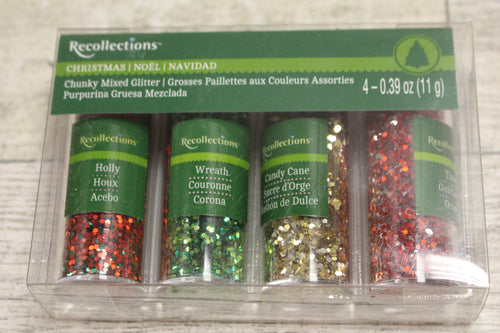 Recollections™
CHRISTMAS | NOËL | NAVIDAD
Chunky Mixed Glitter | Grosses Paillettes aux Couleurs Assorties
Purpurina Gruesa Mezclada
4 – 0.39 oz (11 g)
Recollections
Holly
Houx
Acebo
Recollections
Wreath
Couronne
Corona
Recollections
Candy Cane
Sucre d'Orge
Bastón de Dulce
Recollections